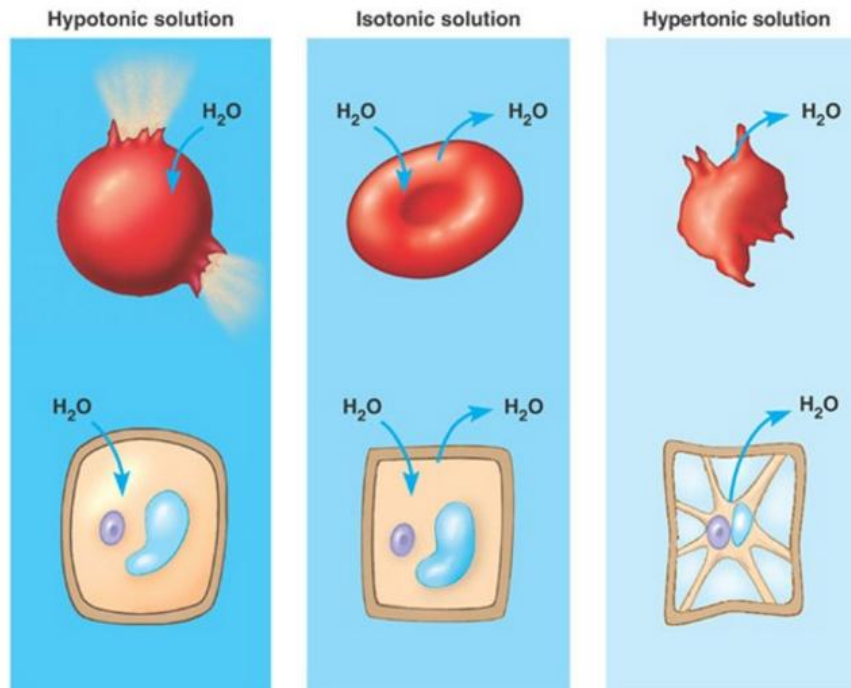 Hypotonic solution
Isotonic solution
Hypertonic solution
H₂O
H₂O
H₂O
H₂O
H₂O
H₂O
H₂O
H₂O